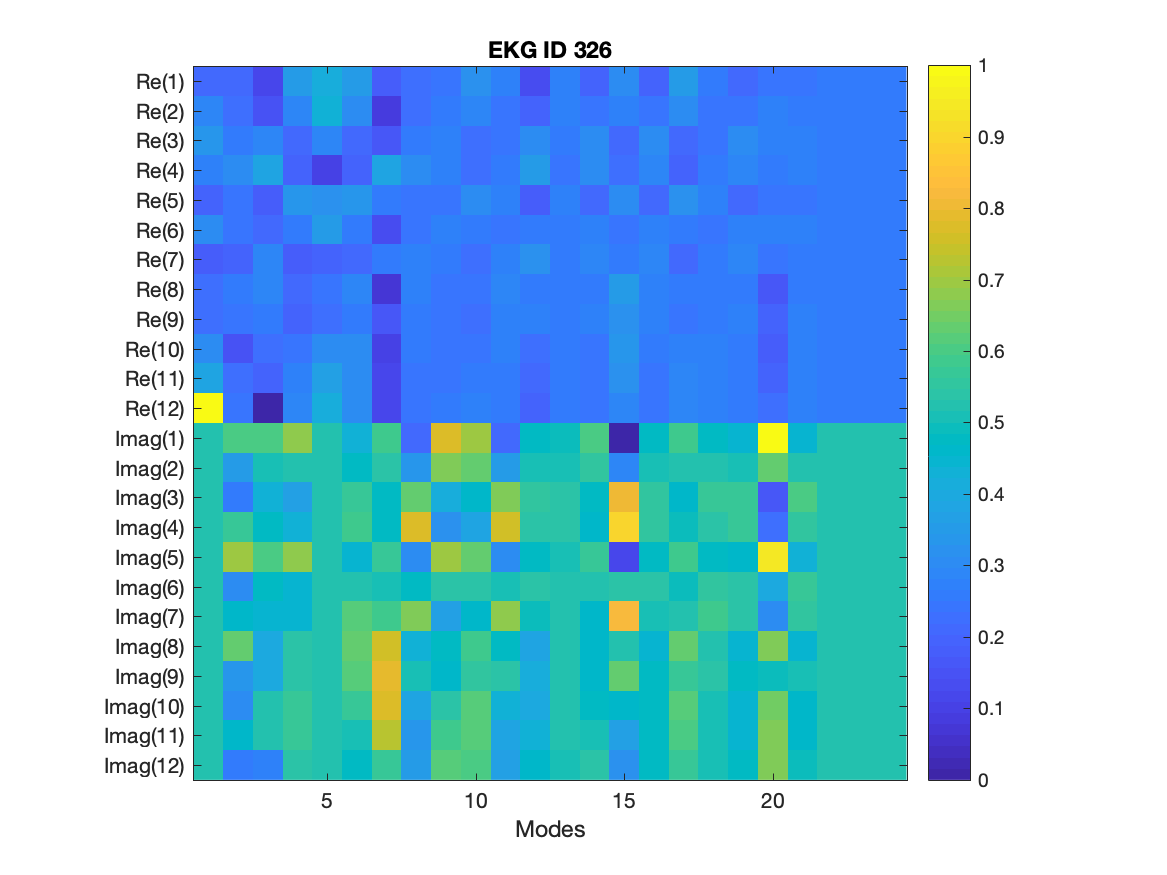 EKG ID 326
Re(1)
Re(2)
Re(3)
Re(4)
Re(5)
Re(6)
Re(7)
Re(8)
Re(9)
Re(10)
Re(11)
Re(12)
Imag(1)
Imag(2)
Imag(3)
Imag(4)
Imag(5)
Imag(6)
Imag(7)
Imag(8)
Imag(9)
Imag(10)
Imag(11)
Imag(12)
5 10 15 20
Modes
1
0.9
0.8
0.7
0.6
0.5
0.4
0.3
0.2
0.1
0